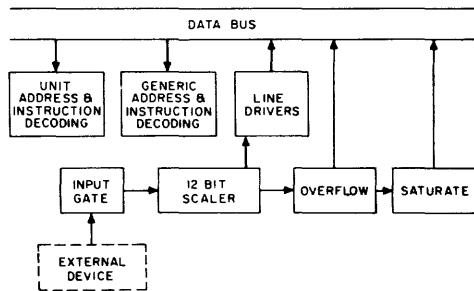 DATA BUS
UNIT
ADDRESS &
INSTRUCTION
DECODING
GENERIC
ADDRESS &
INSTRUCTION
DECODING
LINE
DRIVERS
INPUT
GATE
12 BIT
SCALER
OVERFLOW
SATURATE
EXTERNAL
DEVICE